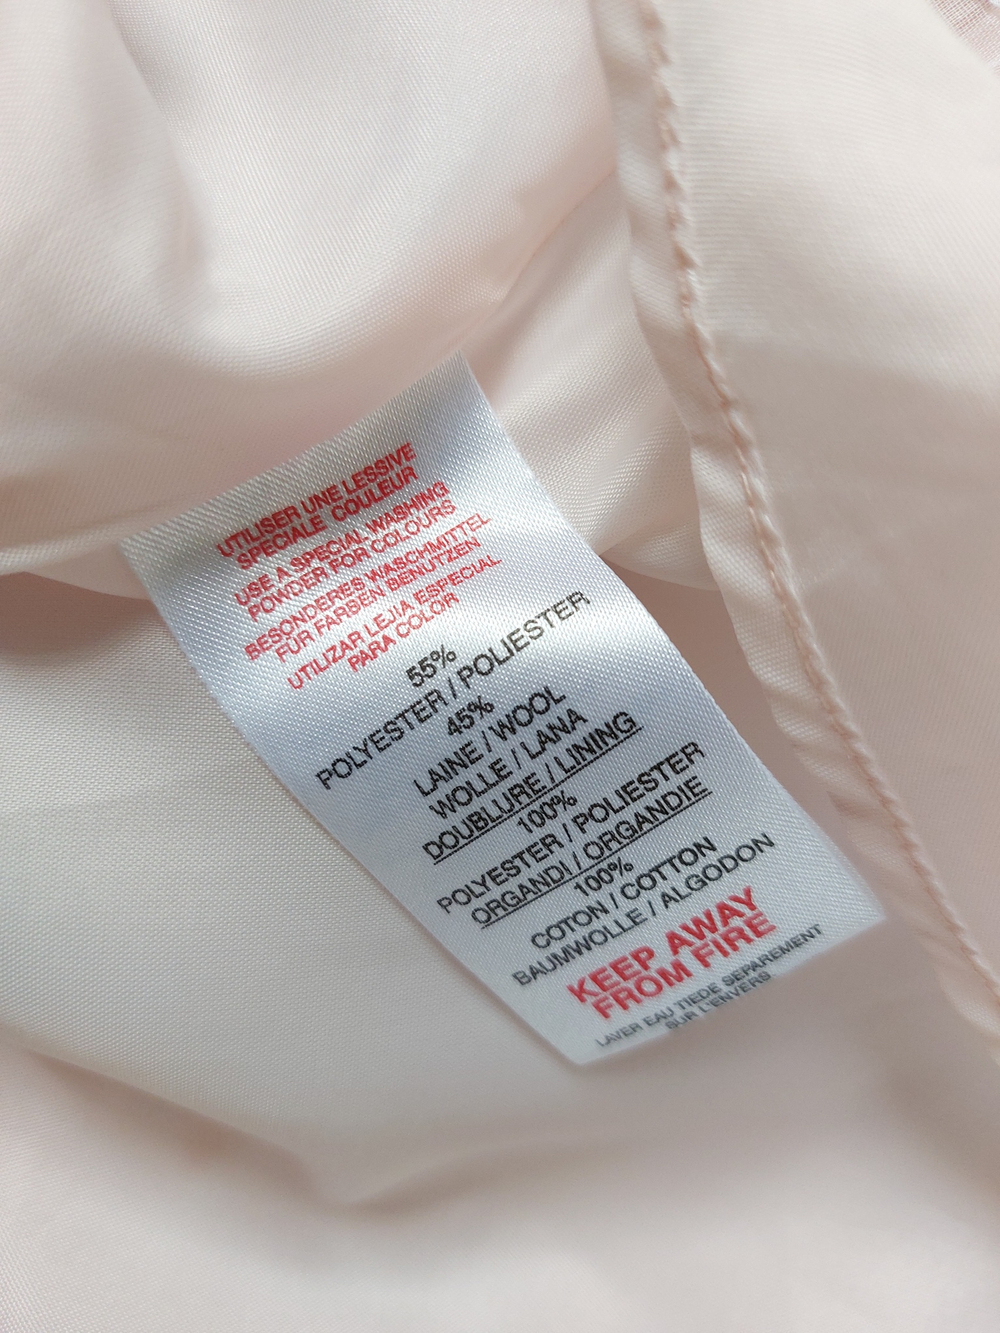 UTILISER UNE LESSIVE
SPECIALE COULEUR
USE A SPECIAL WASHING
POWDER FOR COLOURS
BESONDERES WASCHMITTEL
FÜR FARBEN BENUTZEN
UTILIZAR LEJIA ESPECIAL
PARA COLOR
55%
POLYESTER / POLIESTER
45%
LAINE / WOOL
WOLLE / LANA
DOUBLURE / LINING
100%
POLYESTER / POLIESTER
ORGANDI / ORGANDIE
100%
COTON / COTTON
BAUMWOLLE / ALGODON
KEEP AWAY
FROM FIRE
LAVER EAU TIEDE SEPAREMENT
SUR L'ENVERS